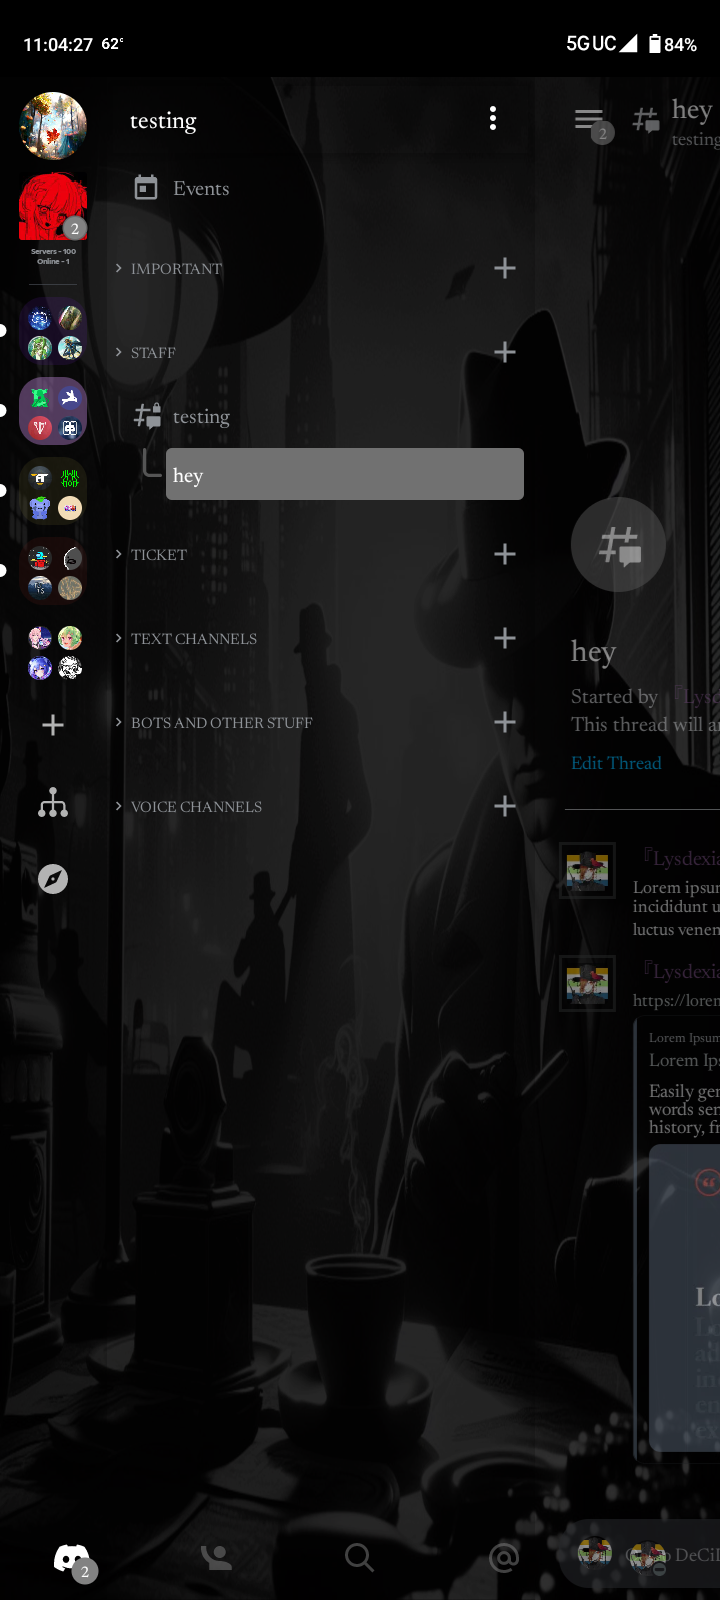 11:04:27 62°
5G UC 84%
testing
2
Servers - 100
Online - 1
Events
IMPORTANT
STAFF
testing
hey
TICKET
TEXT CHANNELS
BOTS AND OTHER STUFF
VOICE CHANNELS
2
2
hey
testing
hey
Started by 『Lysd
This thread will a
Edit Thread
『Lysdexia
Lorem ipsum
incididunt u
luctus venen
『Lysdexia
https://lorem
Lorem Ipsum
Lorem Ips
Easily gen
words sen
history, fr
Lo
DeCi